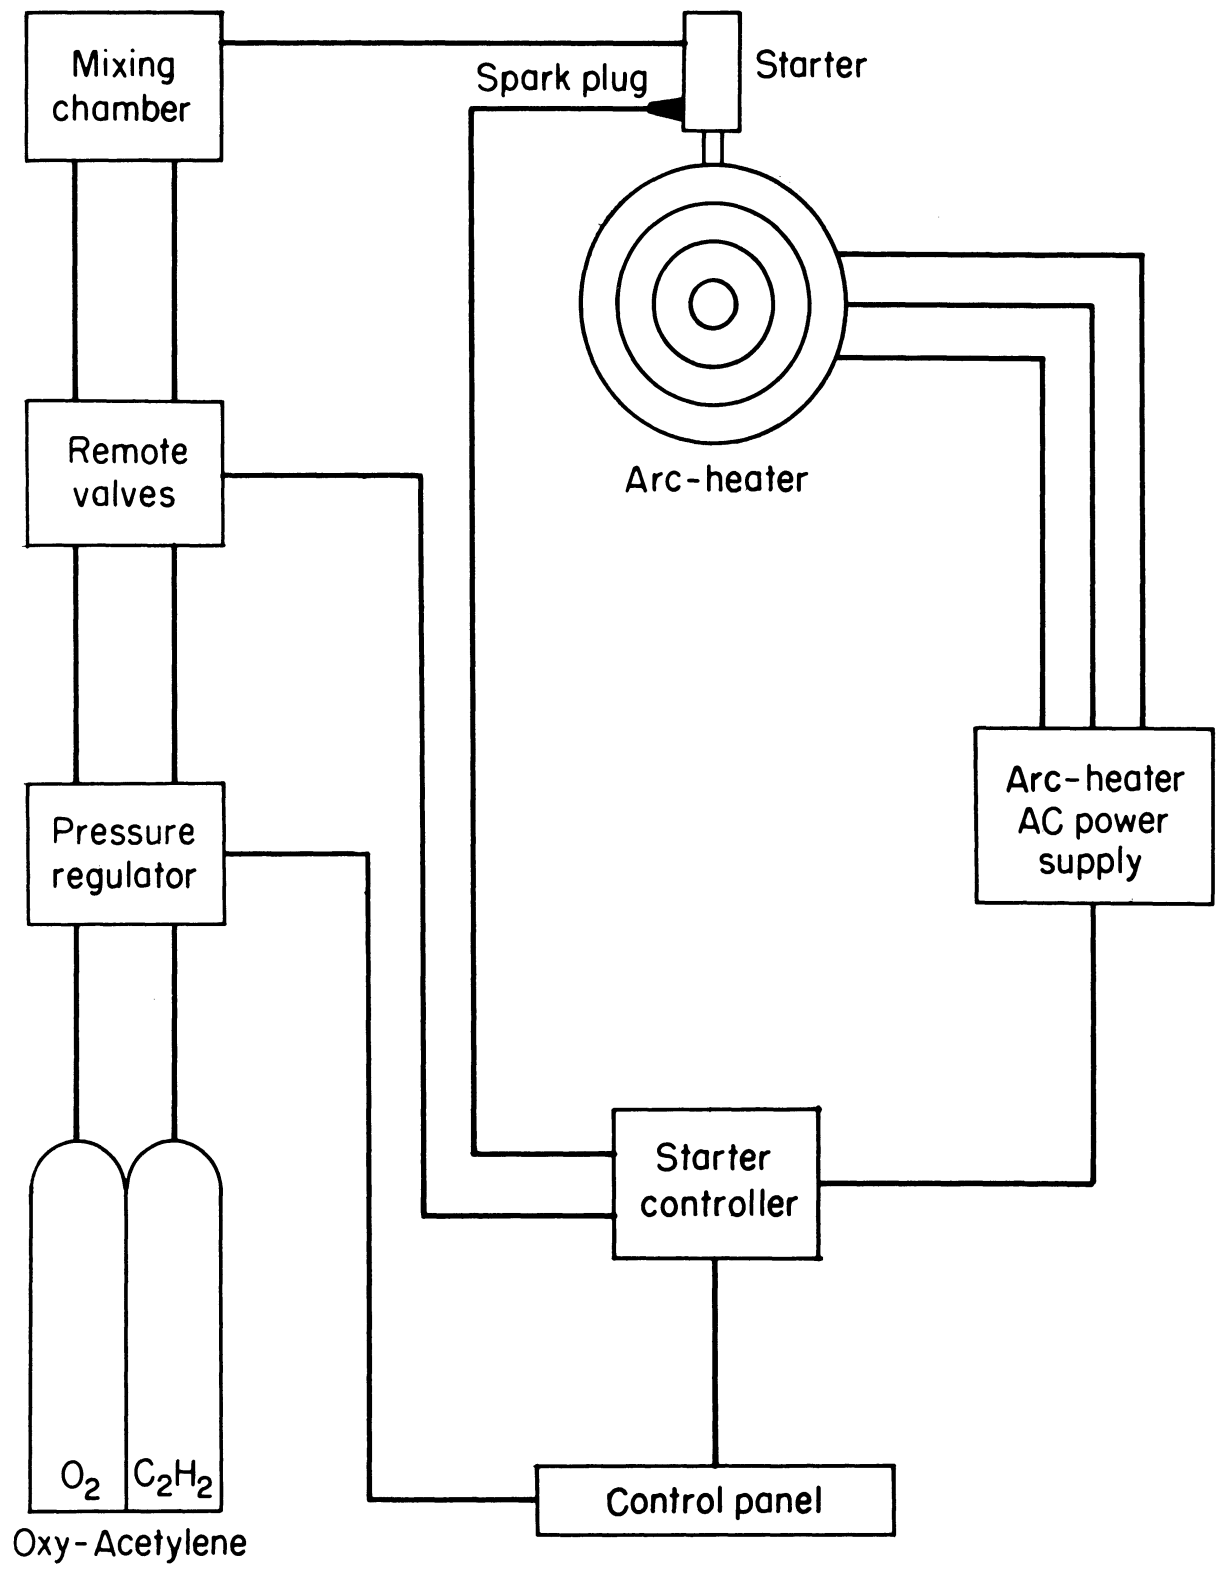 Mixing
chamber
Spark plug
Starter
Remote
valves
Arc-heater
Pressure
regulator
Arc-heater
AC power
supply
Starter
controller
O₂
C₂H₂
Control panel
Oxy-Acetylene